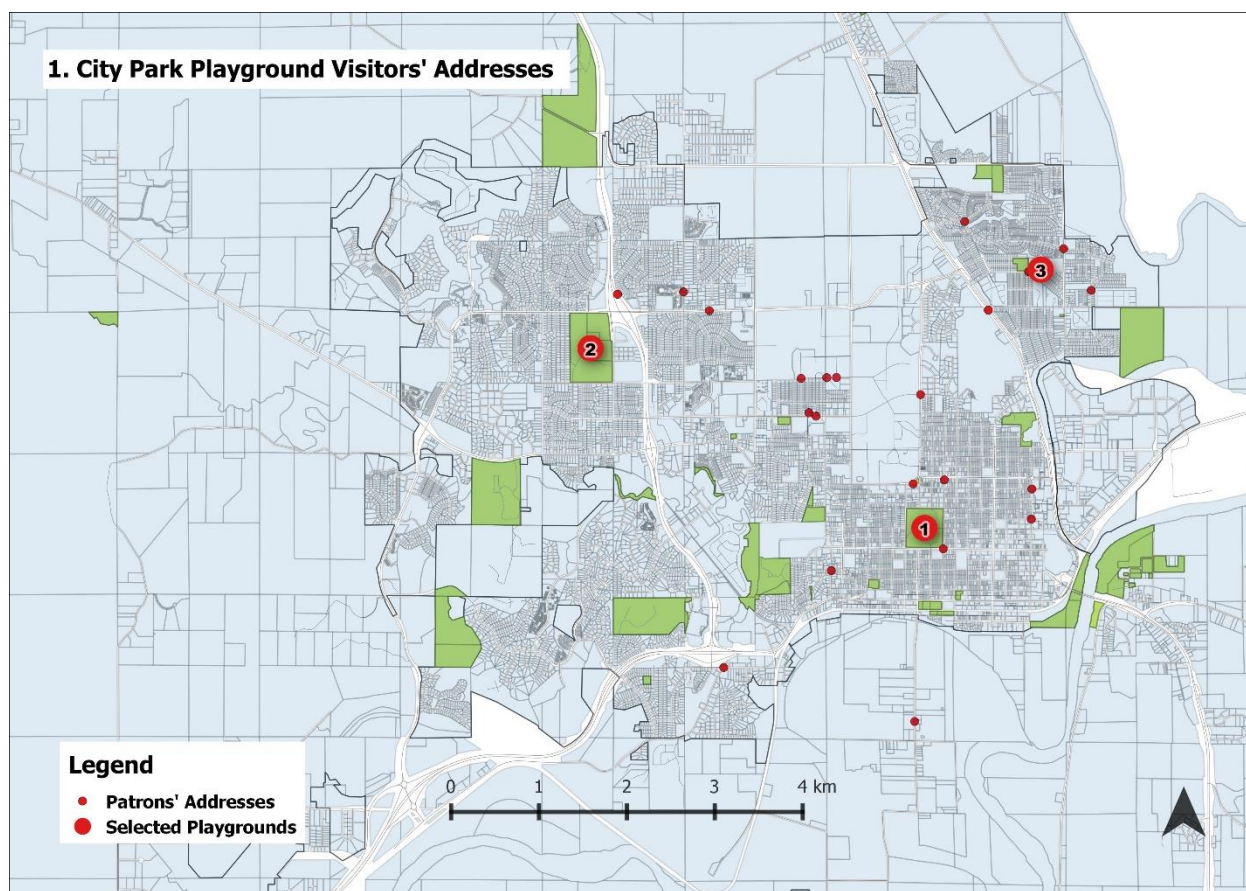 1. City Park Playground Visitors' Addresses
3
2
1
Legend
Patrons' Addresses
Selected Playgrounds
0 1 2 3 4 km